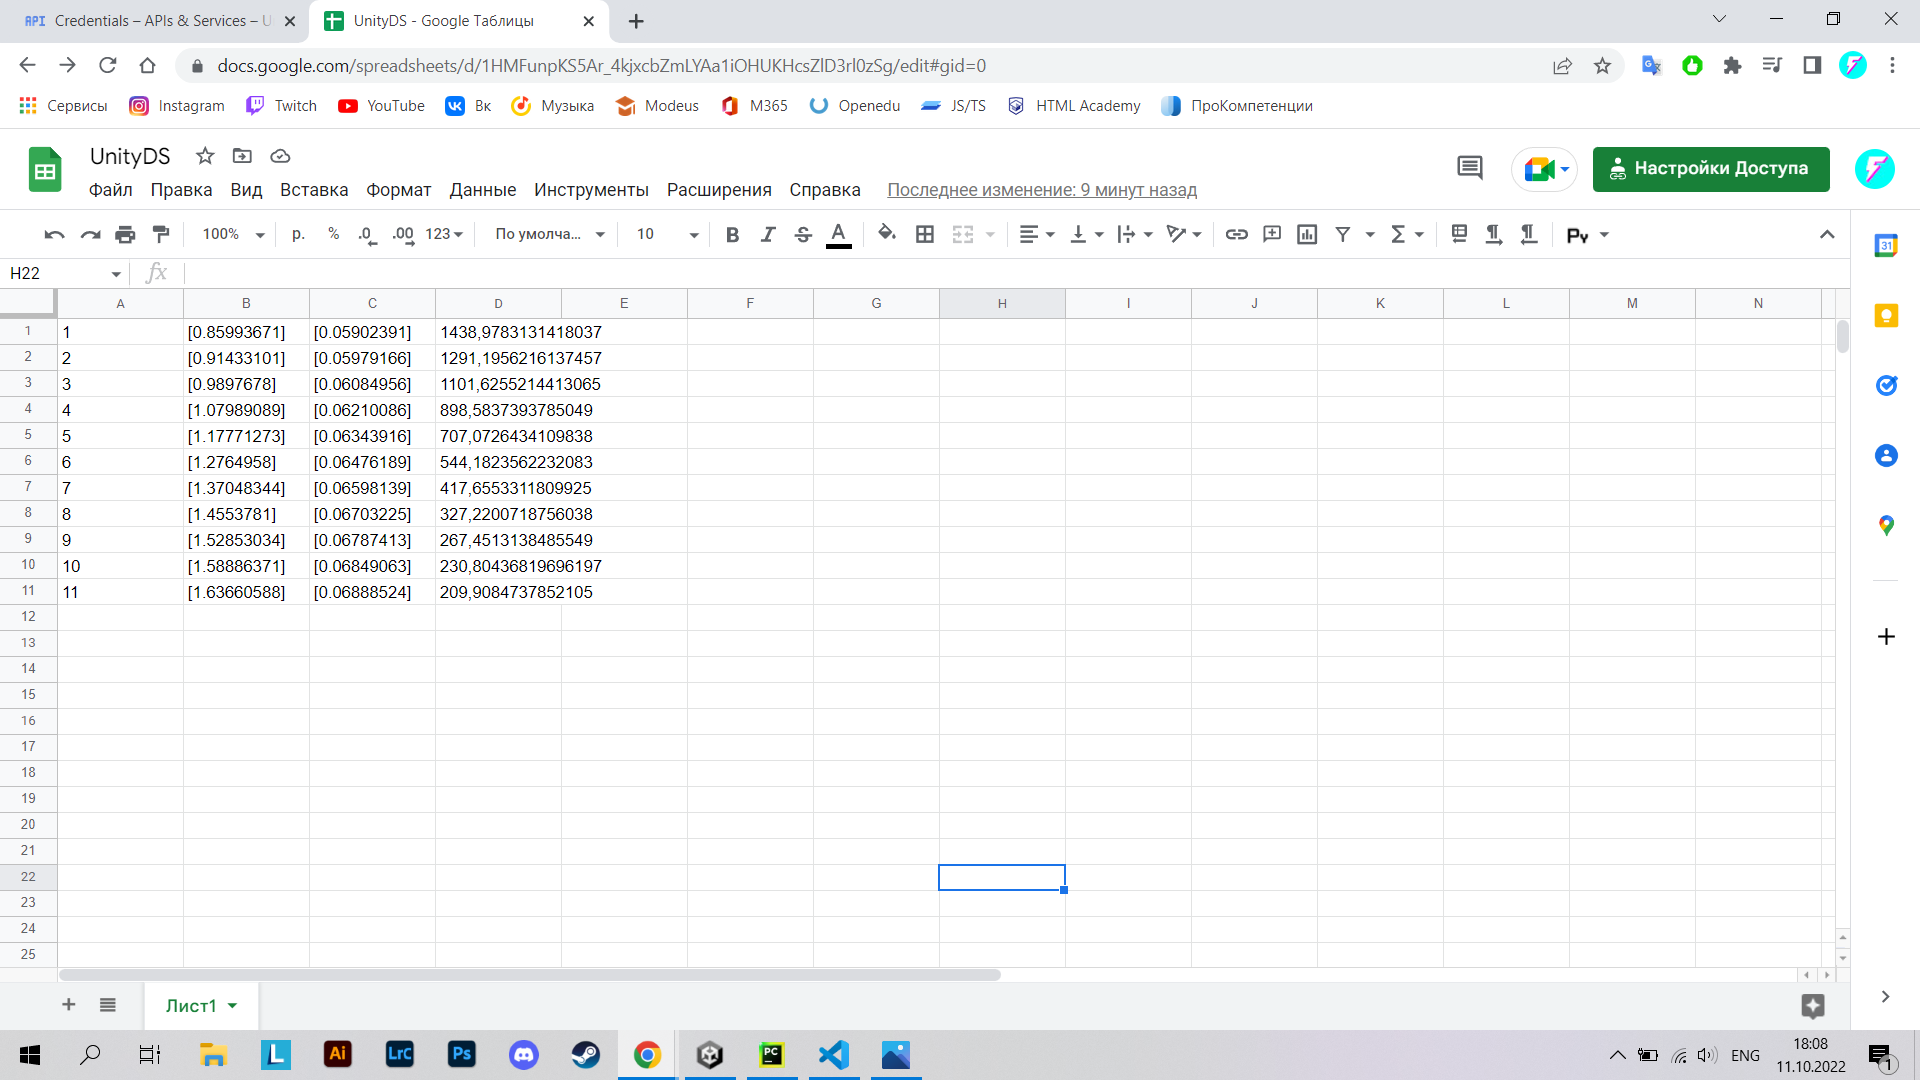 API Credentials – APIs & Services – U
UnityDS - Google Таблицы
docs.google.com/spreadsheets/d/1HMFunpKS5Ar_4kjxcbZmLYAa1iOHUKHcsZlD3rl0zSg/edit#gid=0
Сервисы Instagram Twitch YouTube Вк Музыка Modeus M365 Openedu JS/TS HTML Academy ПроКомпетенции
UnityDS
Настройки Доступа
Файл Правка Вид Вставка Формат Данные Инструменты Расширения Справка Последнее изменение: 9 минут назад
100% р. % .0 .00 123 По умолча... 10 B I S A Ру
31
H22 fx
A B C D E F G H I J K L M N
1 1 [0.85993671] [0.05902391] 1438,9783131418037
2 2 [0.91433101] [0.05979166] 1291,1956216137457
3 3 [0.9897678] [0.06084956] 1101,6255214413065
4 4 [1.07989089] [0.06210086] 898,5837393785049
5 5 [1.17771273] [0.06343916] 707,0726434109838
6 6 [1.2764958] [0.06476189] 544,1823562232083
7 7 [1.37048344] [0.06598139] 417,6553311809925
8 8 [1.4553781] [0.06703225] 327,2200718756038
9 9 [1.52853034] [0.06787413] 267,4513138485549
10 10 [1.58886371] [0.06849063] 230,80436819696197
11 11 [1.63660588] [0.06888524] 209,9084737852105
12
13
14
15
16
17
18
19
20
21
22
23
24
25
Лист1
L Ai LrC Ps PC
ENG
18:08
11.10.2022
1